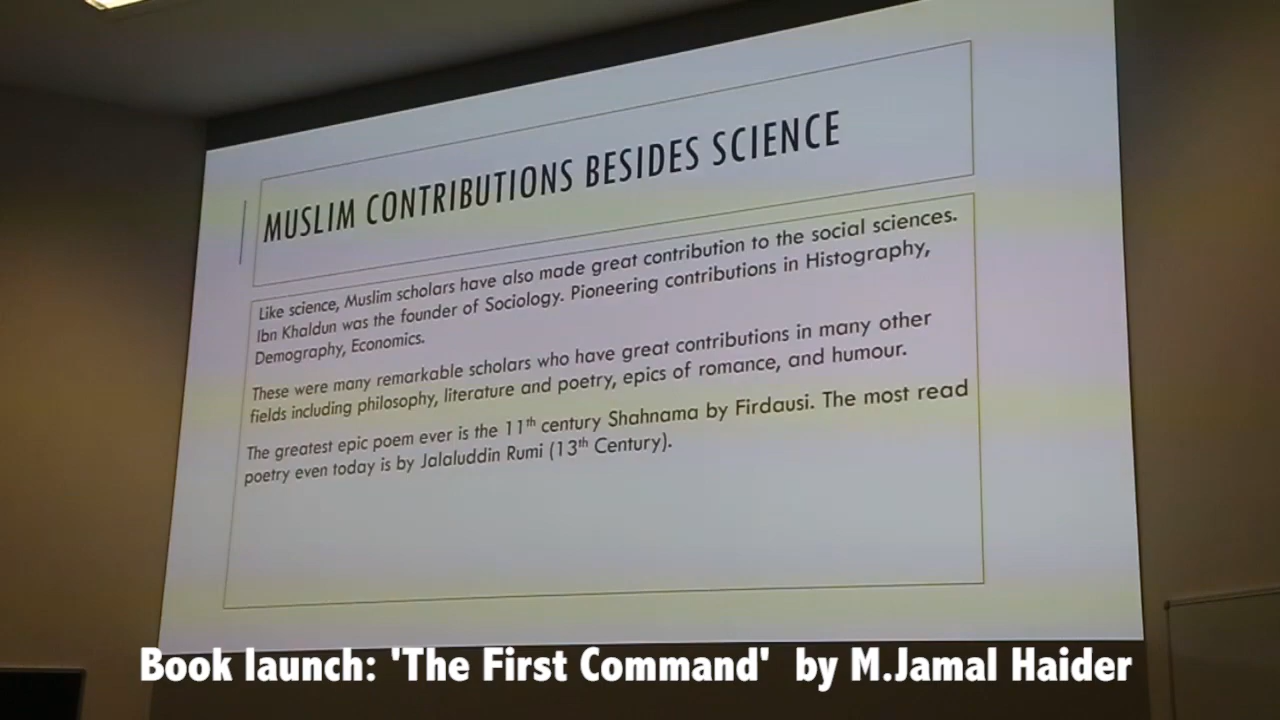 MUSLIM CONTRIBUTIONS BESIDES SCIENCE
Like science, Muslim scholars have also made great contribution to the social sciences.
Ibn Khaldun was the founder of Sociology. Pioneering contributions in Histography,
Demography, Economics.
These were many remarkable scholars who have great contributions in many other
fields including philosophy, literature and poetry, epics of romance, and humour.
The greatest epic poem ever is the 11th century Shahnama by Firdausi. The most read
poetry even today is by Jalaluddin Rumi (13th Century).
Book launch: 'The First Command' by M.Jamal Haider